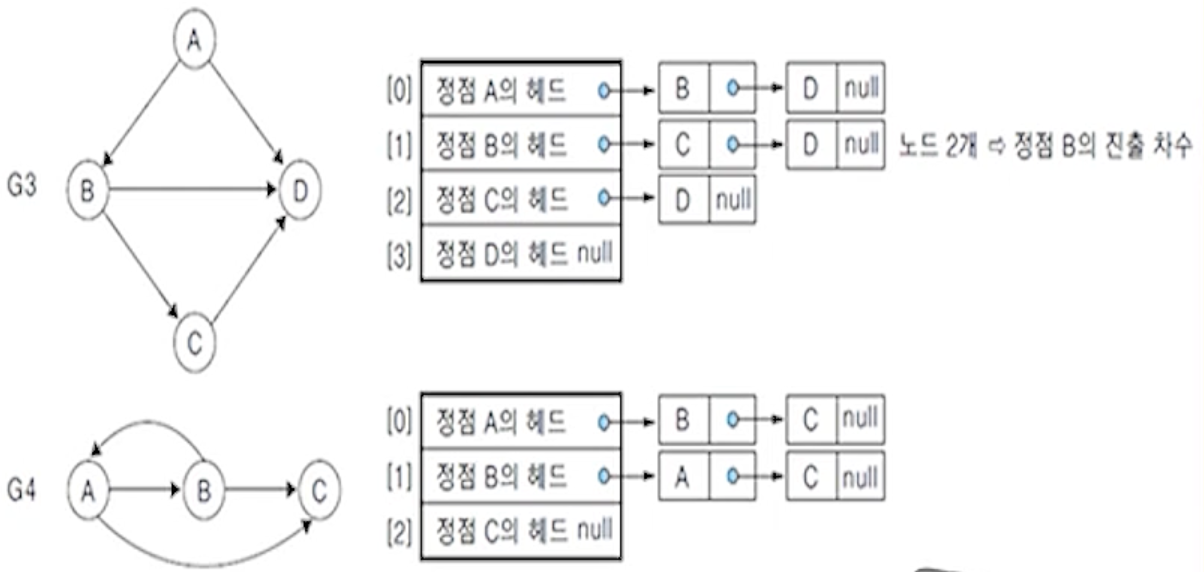 A
B
D
C
G3
[0] 정점 A의 헤드 B D null
[1] 정점 B의 헤드 C D null 노드 2개 ⇨ 정점 B의 진출 차수
[2] 정점 C의 헤드 D null
[3] 정점 D의 헤드 null
G4
A B C
[0] 정점 A의 헤드 B C null
[1] 정점 B의 헤드 A C null
[2] 정점 C의 헤드 null